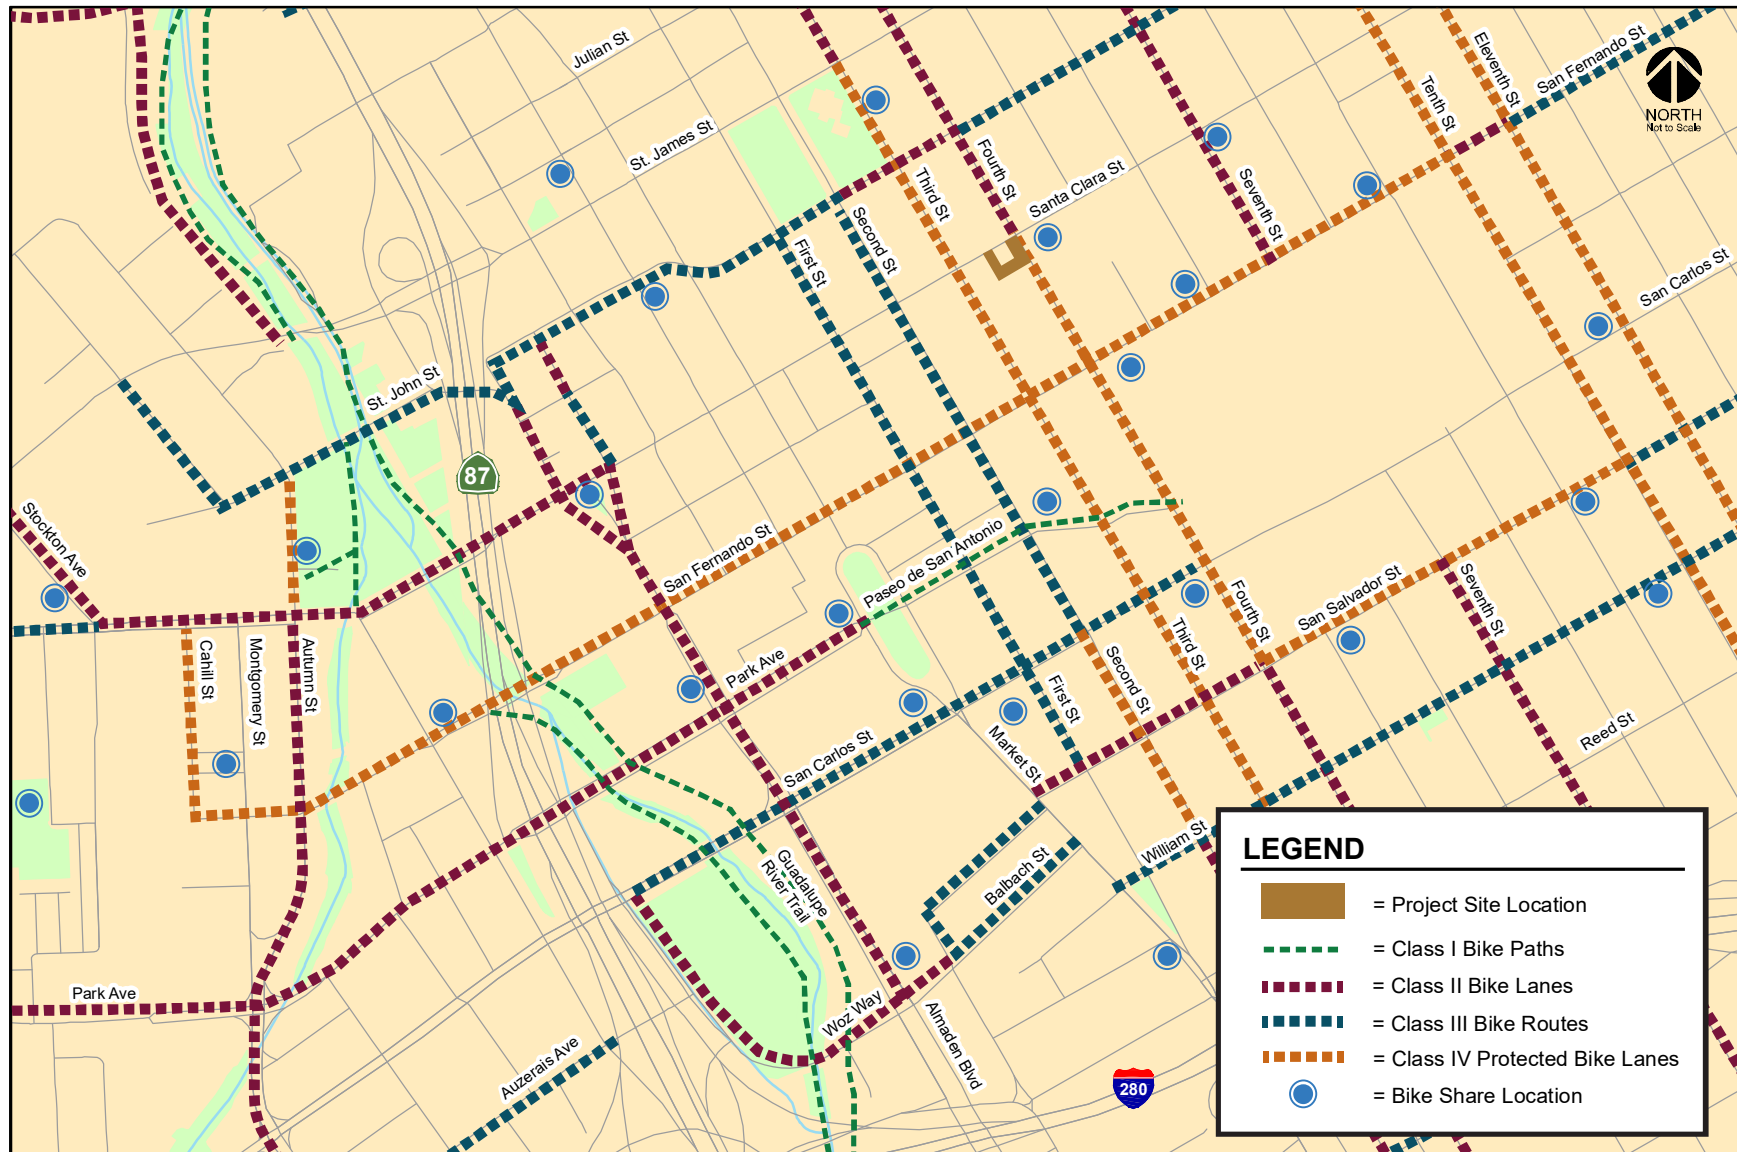 Julian St
St. James St
Fourth St
Third St
Second St
First St
Santa Clara St
Seventh St
Tenth St
Eleventh St
San Fernando St
NORTH
Not to Scale
San Carlos St
St. John St
87
Stockton Ave
San Fernando St
Paseo de San Antonio
Park Ave
Cahill St
Montgomery St
Autumn St
Fourth St
Third St
Second St
First St
San Salvador St
Seventh St
Reed St
San Carlos St
Market St
Guadalupe
River Trail
Balbach St
William St
Woz Way
Almaden Blvd
Park Ave
Auzerais Ave
280
LEGEND
= Project Site Location
= Class I Bike Paths
= Class II Bike Lanes
= Class III Bike Routes
= Class IV Protected Bike Lanes
= Bike Share Location